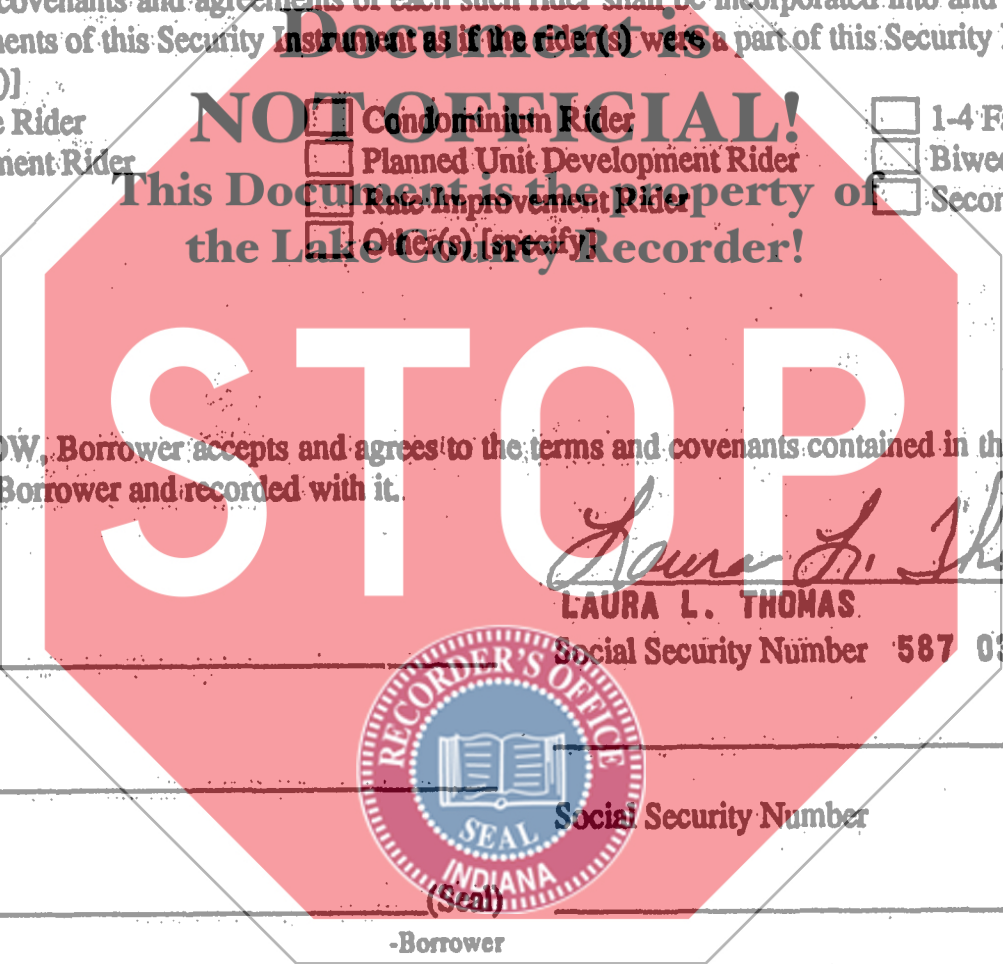 covenants and agreements of each such rider shall be incorporated into and
ments of this Security Instrument as if the rider(s) were a part of this Security
)]
Document is
NOT OFFICIAL!
This Document is the property of
the Lake County Recorder!
e Rider Condominium Rider 1-4 F
ment Rider Planned Unit Development Rider Biwe
Rate Improvement Rider Secon
Other(s) [specify]
STOP
OW, Borrower accepts and agrees to the terms and covenants contained in th
Borrower and recorded with it.
Laura L. Th
LAURA L. THOMAS
Social Security Number 587
RECORDER'S OFFICE
SEAL
INDIANA
Social Security Number
(Seal)
-Borrower